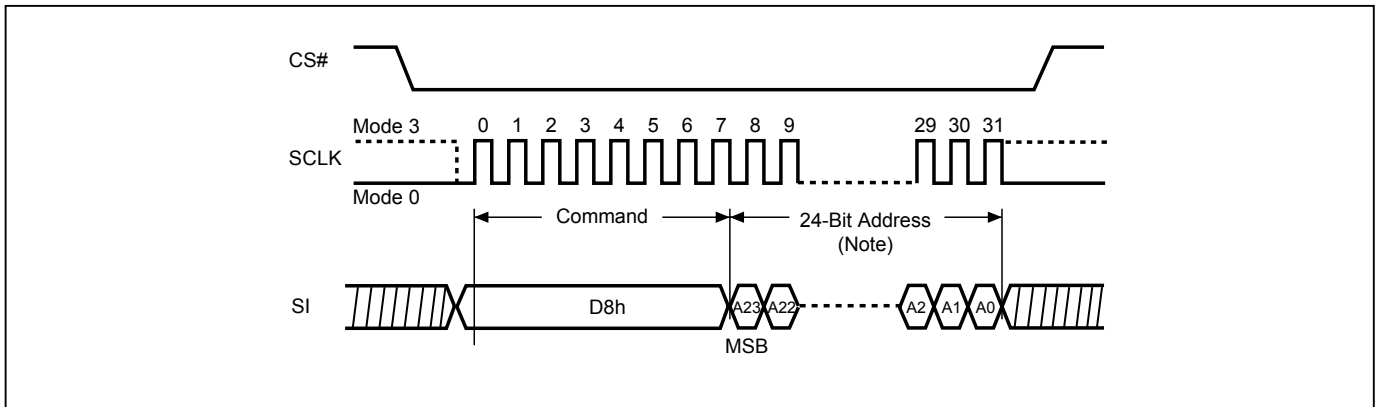 CS#
Mode 3
0 1 2 3 4 5 6 7 8 9 29 30 31
SCLK
Mode 0
Command
24-Bit Address
(Note)
SI
D8h
A23 A22 A2 A1 A0
MSB